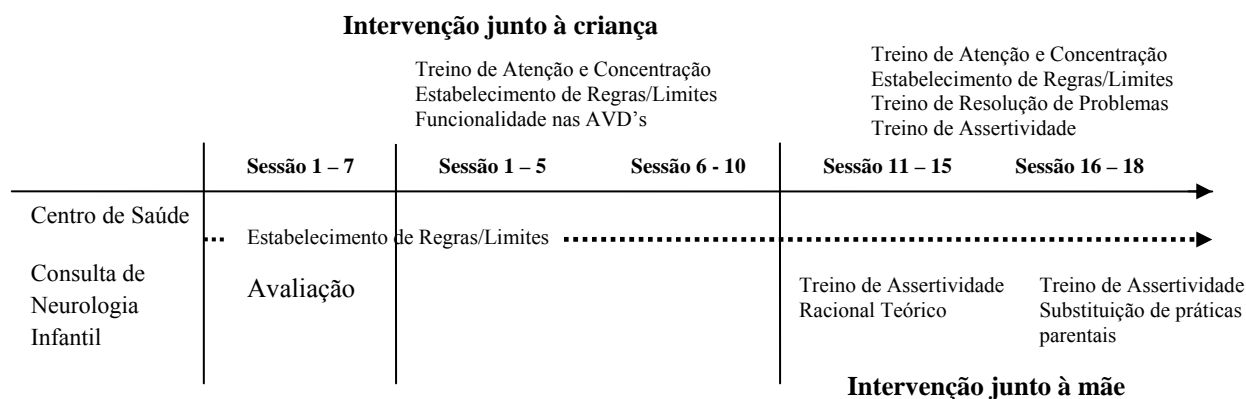 Intervenção junto à criança
Treino de Atenção e Concentração
Estabelecimento de Regras/Limites
Funcionalidade nas AVD's
Treino de Atenção e Concentração
Estabelecimento de Regras/Limites
Treino de Resolução de Problemas
Treino de Assertividade
Sessão 1 – 7
Sessão 1 – 5
Sessão 6 - 10
Sessão 11 – 15
Sessão 16 – 18
Centro de Saúde
Estabelecimento de Regras/Limites
Consulta de
Neurologia
Infantil
Avaliação
Treino de Assertividade
Racional Teórico
Treino de Assertividade
Substituição de práticas
parentais
Intervenção junto à mãe